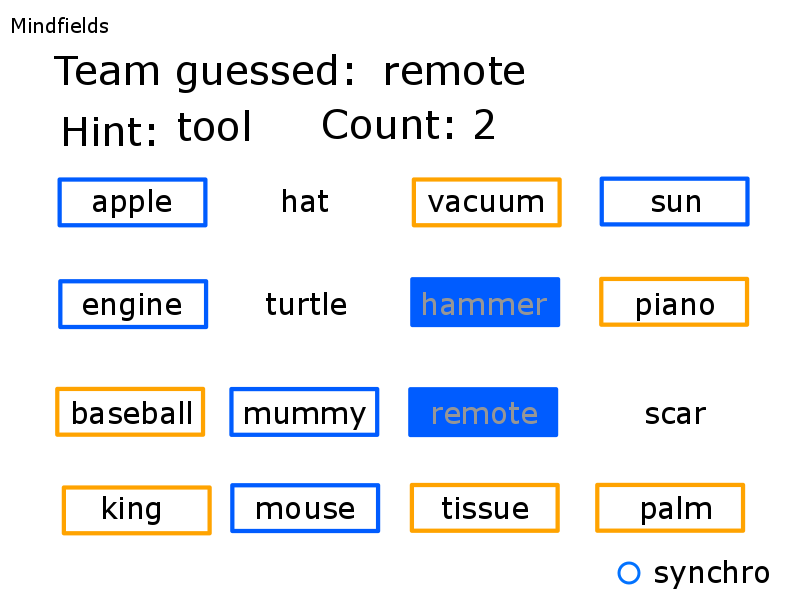 Mindfields
Team guessed: remote
Hint: tool Count: 2
apple hat vacuum sun
engine turtle hammer piano
baseball mummy remote scar
king mouse tissue palm
synchro